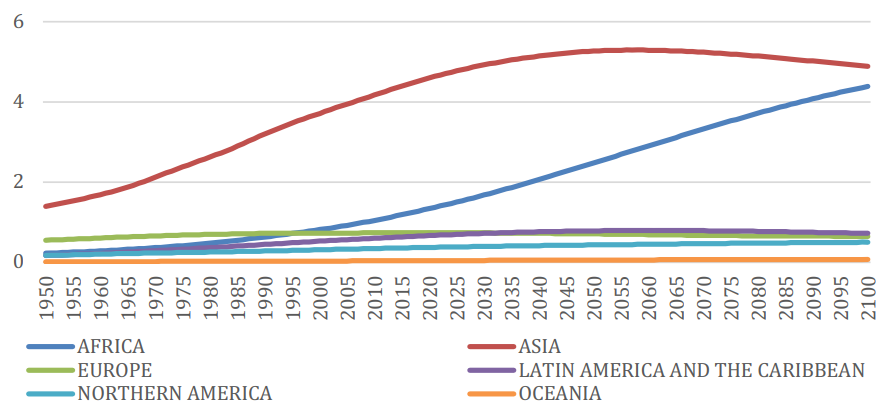 6
4
2
0
1950 1955 1960 1965 1970 1975 1980 1985 1990 1995 2000 2005 2010 2015 2020 2025 2030 2035 2040 2045 2050 2055 2060 2065 2070 2075 2080 2085 2090 2095 2100
AFRICA ASIA
EUROPE LATIN AMERICA AND THE CARIBBEAN
NORTHERN AMERICA OCEANIA